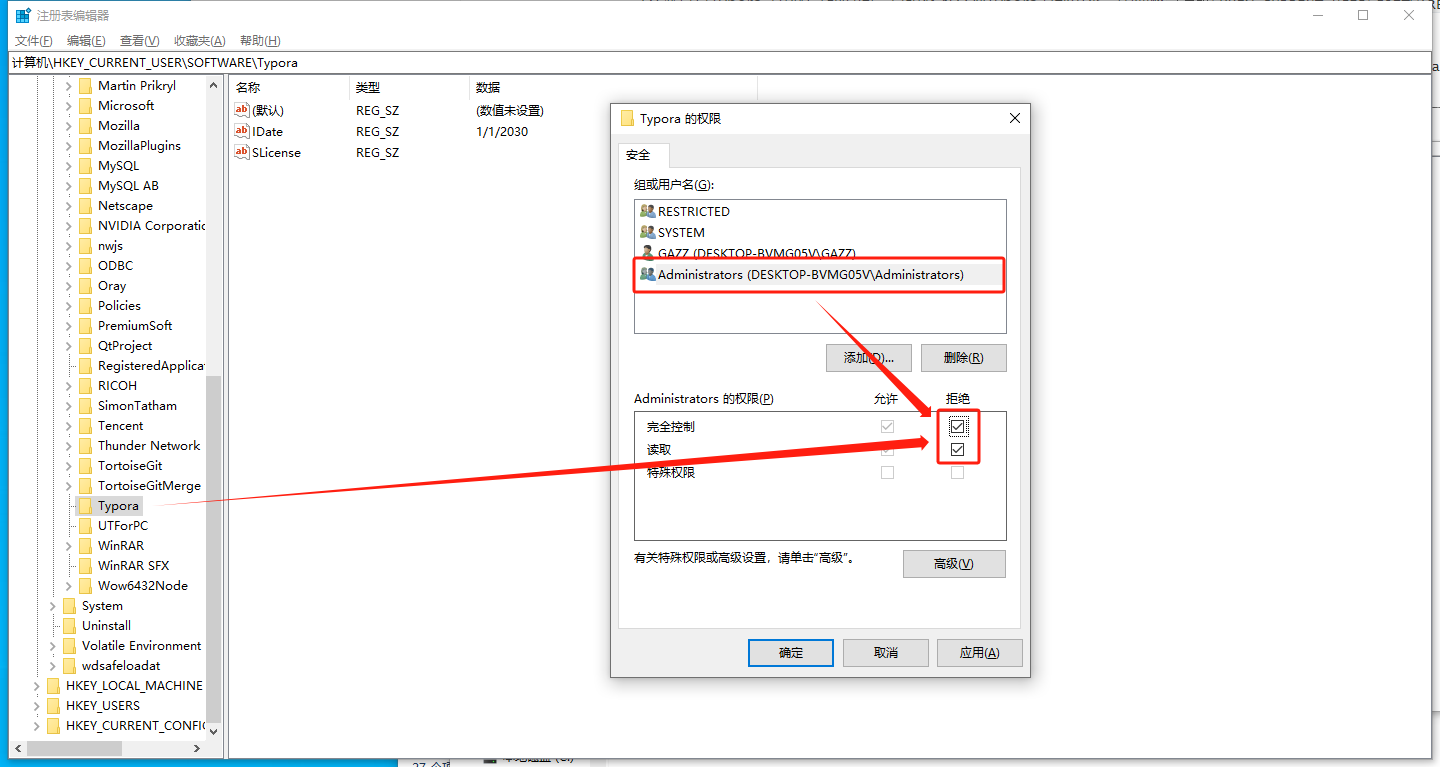 注册表编辑器
文件(F) 编辑(E) 查看(V) 收藏夹(A) 帮助(H)
计算机\HKEY_CURRENT_USER\SOFTWARE\Typora
Martin Prikryl
Microsoft
Mozilla
MozillaPlugins
MySQL
MySQL AB
Netscape
NVIDIA Corporatic
nwjs
ODBC
Oray
Policies
PremiumSoft
QtProject
RegisteredApplica
RICOH
SimonTatham
Tencent
Thunder Network
TortoiseGit
TortoiseGitMerge
Typora
UTForPC
WinRAR
WinRAR SFX
Wow6432Node
System
Uninstall
Volatile Environment
wdsafeloadat
HKEY_LOCAL_MACHINE
HKEY_USERS
HKEY_CURRENT_CONFIG
名称 类型 数据
ab (默认) REG_SZ (数值未设置)
ab IDate REG_SZ 1/1/2030
ab SLicense REG_SZ
Typora 的权限
安全
组或用户名(G):
RESTRICTED
SYSTEM
GAZZ (DESKTOP-BVMG05V\GAZZ)
Administrators (DESKTOP-BVMG05V\Administrators)
添加(D)... 删除(R)
Administrators 的权限(P) 允许 拒绝
完全控制
读取
特殊权限
有关特殊权限或高级设置，请单击“高级”。
高级(V)
确定 取消 应用(A)